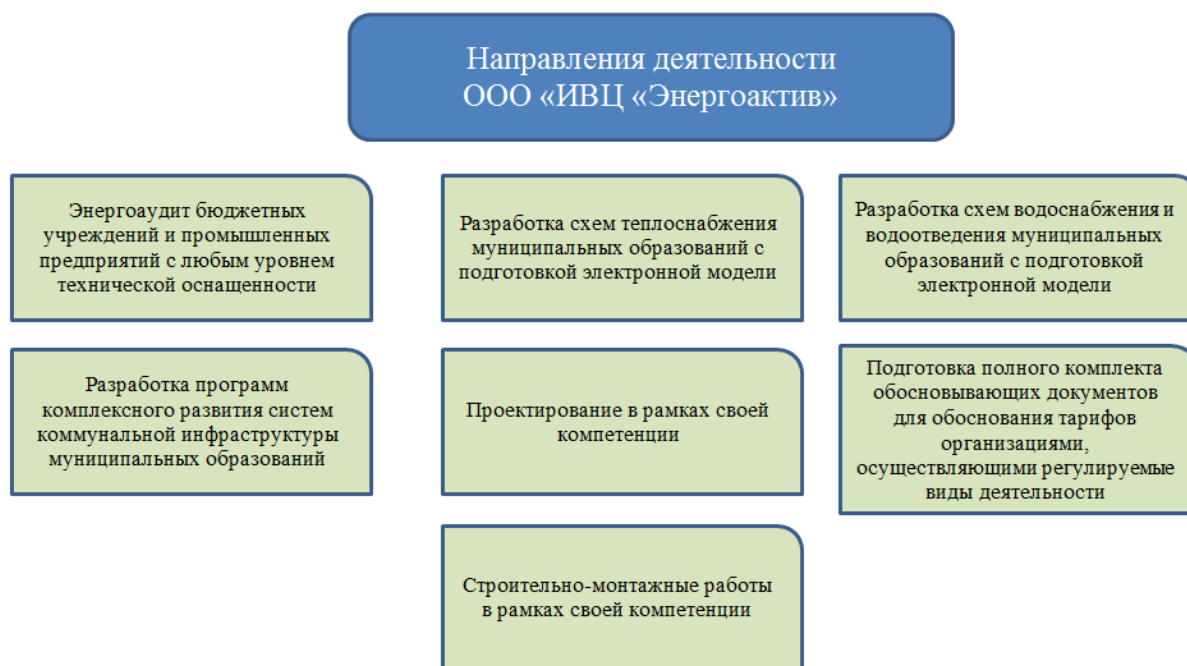 Направления деятельности
ООО «ИВЦ «Энергоактив»
Энергоаудит бюджетных
учреждений и промышленных
предприятий с любым уровнем
технической оснащенности
Разработка схем теплоснабжения
муниципальных образований с
подготовкой электронной модели
Разработка схем водоснабжения и
водоотведения муниципальных
образований с подготовкой
электронной модели
Разработка программ
комплексного развития систем
коммунальной инфраструктуры
муниципальных образований
Проектирование в рамках своей
компетенции
Подготовка полного комплекта
обосновывающих документов
для обоснования тарифов
организациями,
осуществляющими регулируемые
виды деятельности
Строительно-монтажные работы
в рамках своей компетенции